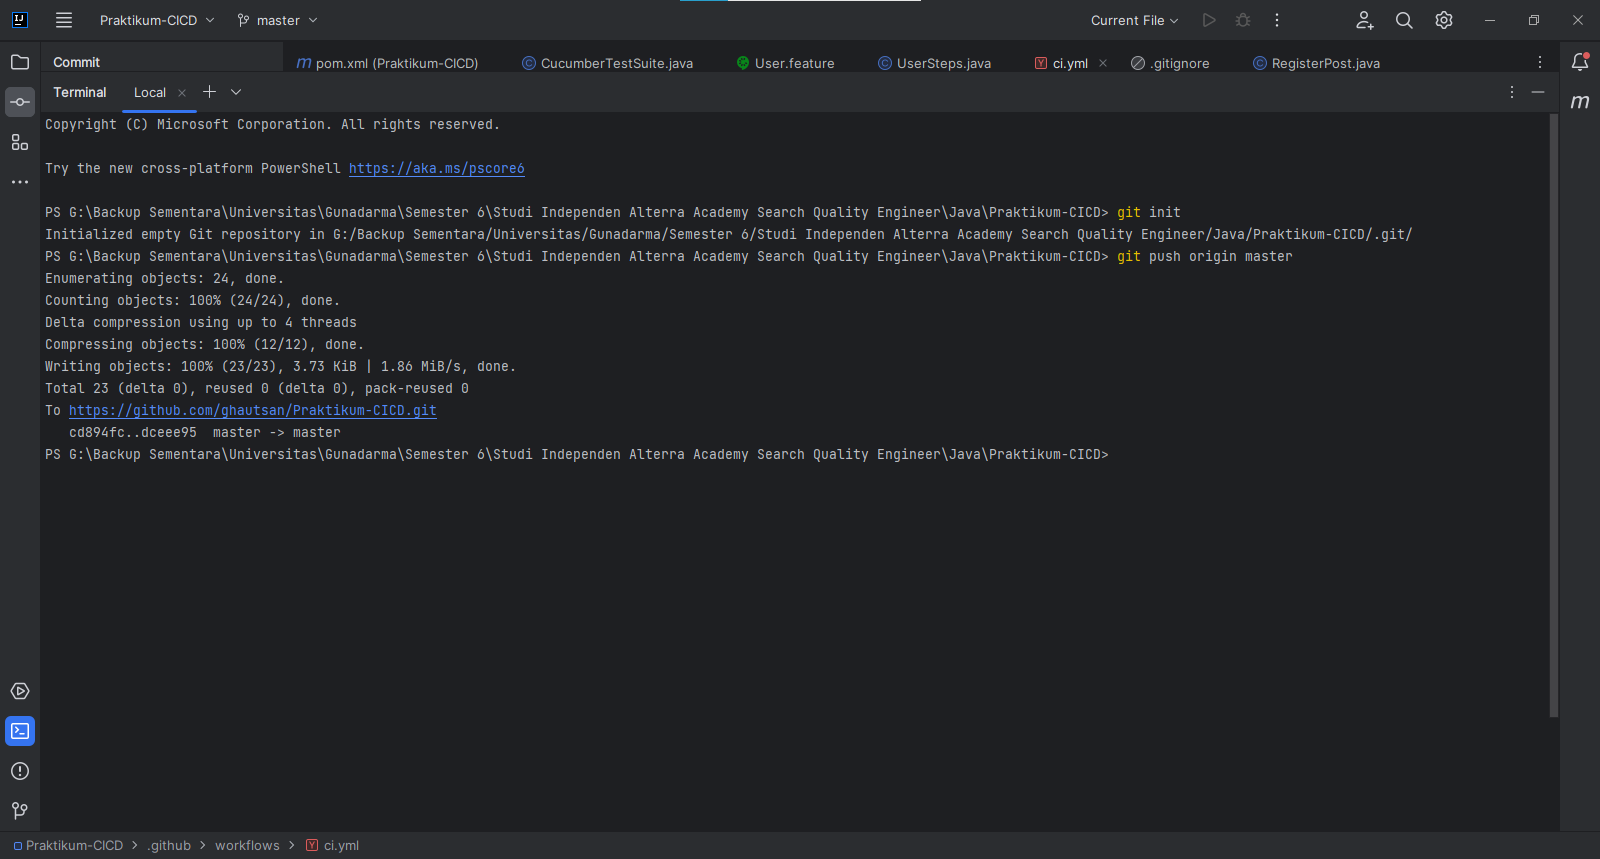 IJ
Praktikum-CICD
master
Current File
Commit
m pom.xml (Praktikum-CICD)
C CucumberTestSuite.java
User.feature
C UserSteps.java
Y ci.yml
.gitignore
C RegisterPost.java
Terminal
Local
m
Copyright (C) Microsoft Corporation. All rights reserved.
Try the new cross-platform PowerShell https://aka.ms/pscore6
PS G:\Backup Sementara\Universitas\Gunadarma\Semester 6\Studi Independen Alterra Academy Search Quality Engineer\Java\Praktikum-CICD> git init
Initialized empty Git repository in G:/Backup Sementara/Universitas/Gunadarma/Semester 6/Studi Independen Alterra Academy Search Quality Engineer/Java/Praktikum-CICD/.git/
PS G:\Backup Sementara\Universitas\Gunadarma\Semester 6\Studi Independen Alterra Academy Search Quality Engineer\Java\Praktikum-CICD> git push origin master
Enumerating objects: 24, done.
Counting objects: 100% (24/24), done.
Delta compression using up to 4 threads
Compressing objects: 100% (12/12), done.
Writing objects: 100% (23/23), 3.73 KiB | 1.86 MiB/s, done.
Total 23 (delta 0), reused 0 (delta 0), pack-reused 0
To https://github.com/ghautsan/Praktikum-CICD.git
cd894fc..dceee95  master -> master
PS G:\Backup Sementara\Universitas\Gunadarma\Semester 6\Studi Independen Alterra Academy Search Quality Engineer\Java\Praktikum-CICD>
Praktikum-CICD > .github > workflows > Y ci.yml